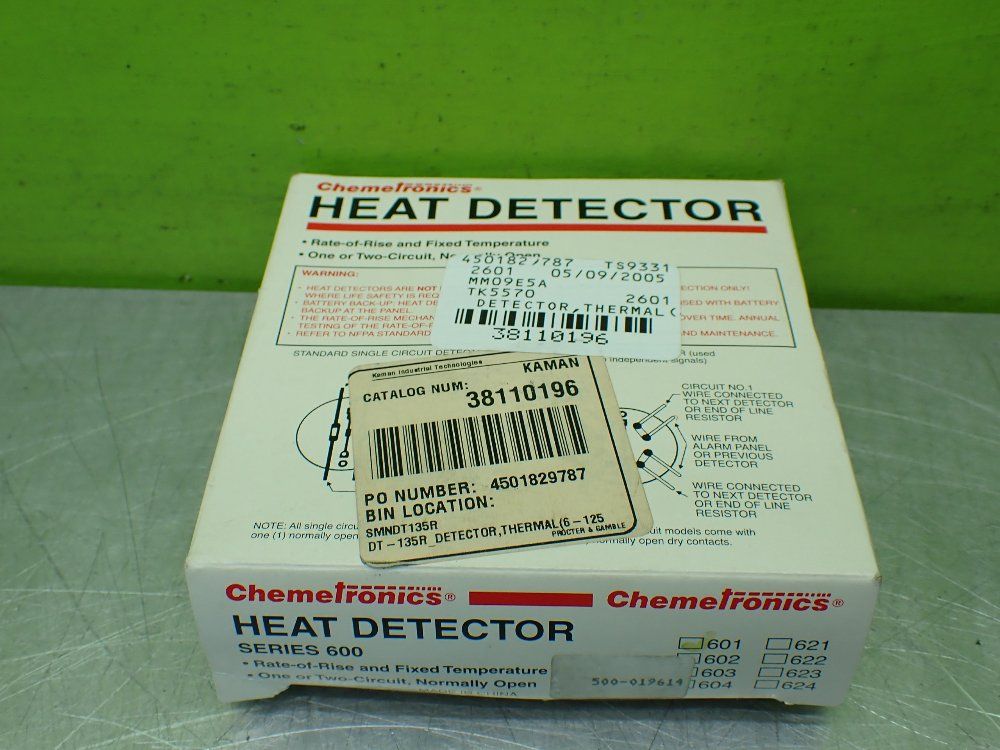 Chemetronics®
HEAT DETECTOR
• Rate-of-Rise and Fixed Temperature
• One or Two-Circuit, Open
WARNING:
• HEAT DETECTORS ARE NOT ECTION ONLY!
WHERE LIFE SAFETY IS REQ
• BATTERY BACK-UP: HEAT DE SED WITH BATTERY
BACKUP AT THE PANEL.
• THE RATE-OF-RISE MECHAN OVER TIME. ANNUAL
TESTING OF THE RATE-OF-R
• REFER TO NFPA STANDARD ND MAINTENANCE.
4501827787 TS9331
2601 05/09/2005
MM09E5A
TK5570 2601
DETECTOR,THERMAL(
38110196
STANDARD SINGLE CIRCUIT DETECTO R (used
independent signals)
Kaman Industrial Technologies KAMAN
CATALOG NUM:
38110196
PO NUMBER: 4501829787
BIN LOCATION:
SMNDT135R
DT-135R DETECTOR,THERMAL(6-125
PROCTER & GAMBLE
CIRCUIT NO.1
WIRE CONNECTED
TO NEXT DETECTOR
OR END OF LINE
RESISTOR
WIRE FROM
ALARM PANEL
OR PREVIOUS
DETECTOR
WIRE CONNECTED
TO NEXT DETECTOR
OR END OF LINE
RESISTOR
NOTE: All single circu uit models come with
one (1) normally open normally open dry contacts.
Chemetronics® Chemetronics®
HEAT DETECTOR
SERIES 600
• Rate-of-Rise and Fixed Temperature
• One or Two-Circuit, Normally Open
MADE IS CHINA
500-019614
601 621
602 622
603 623
604 624